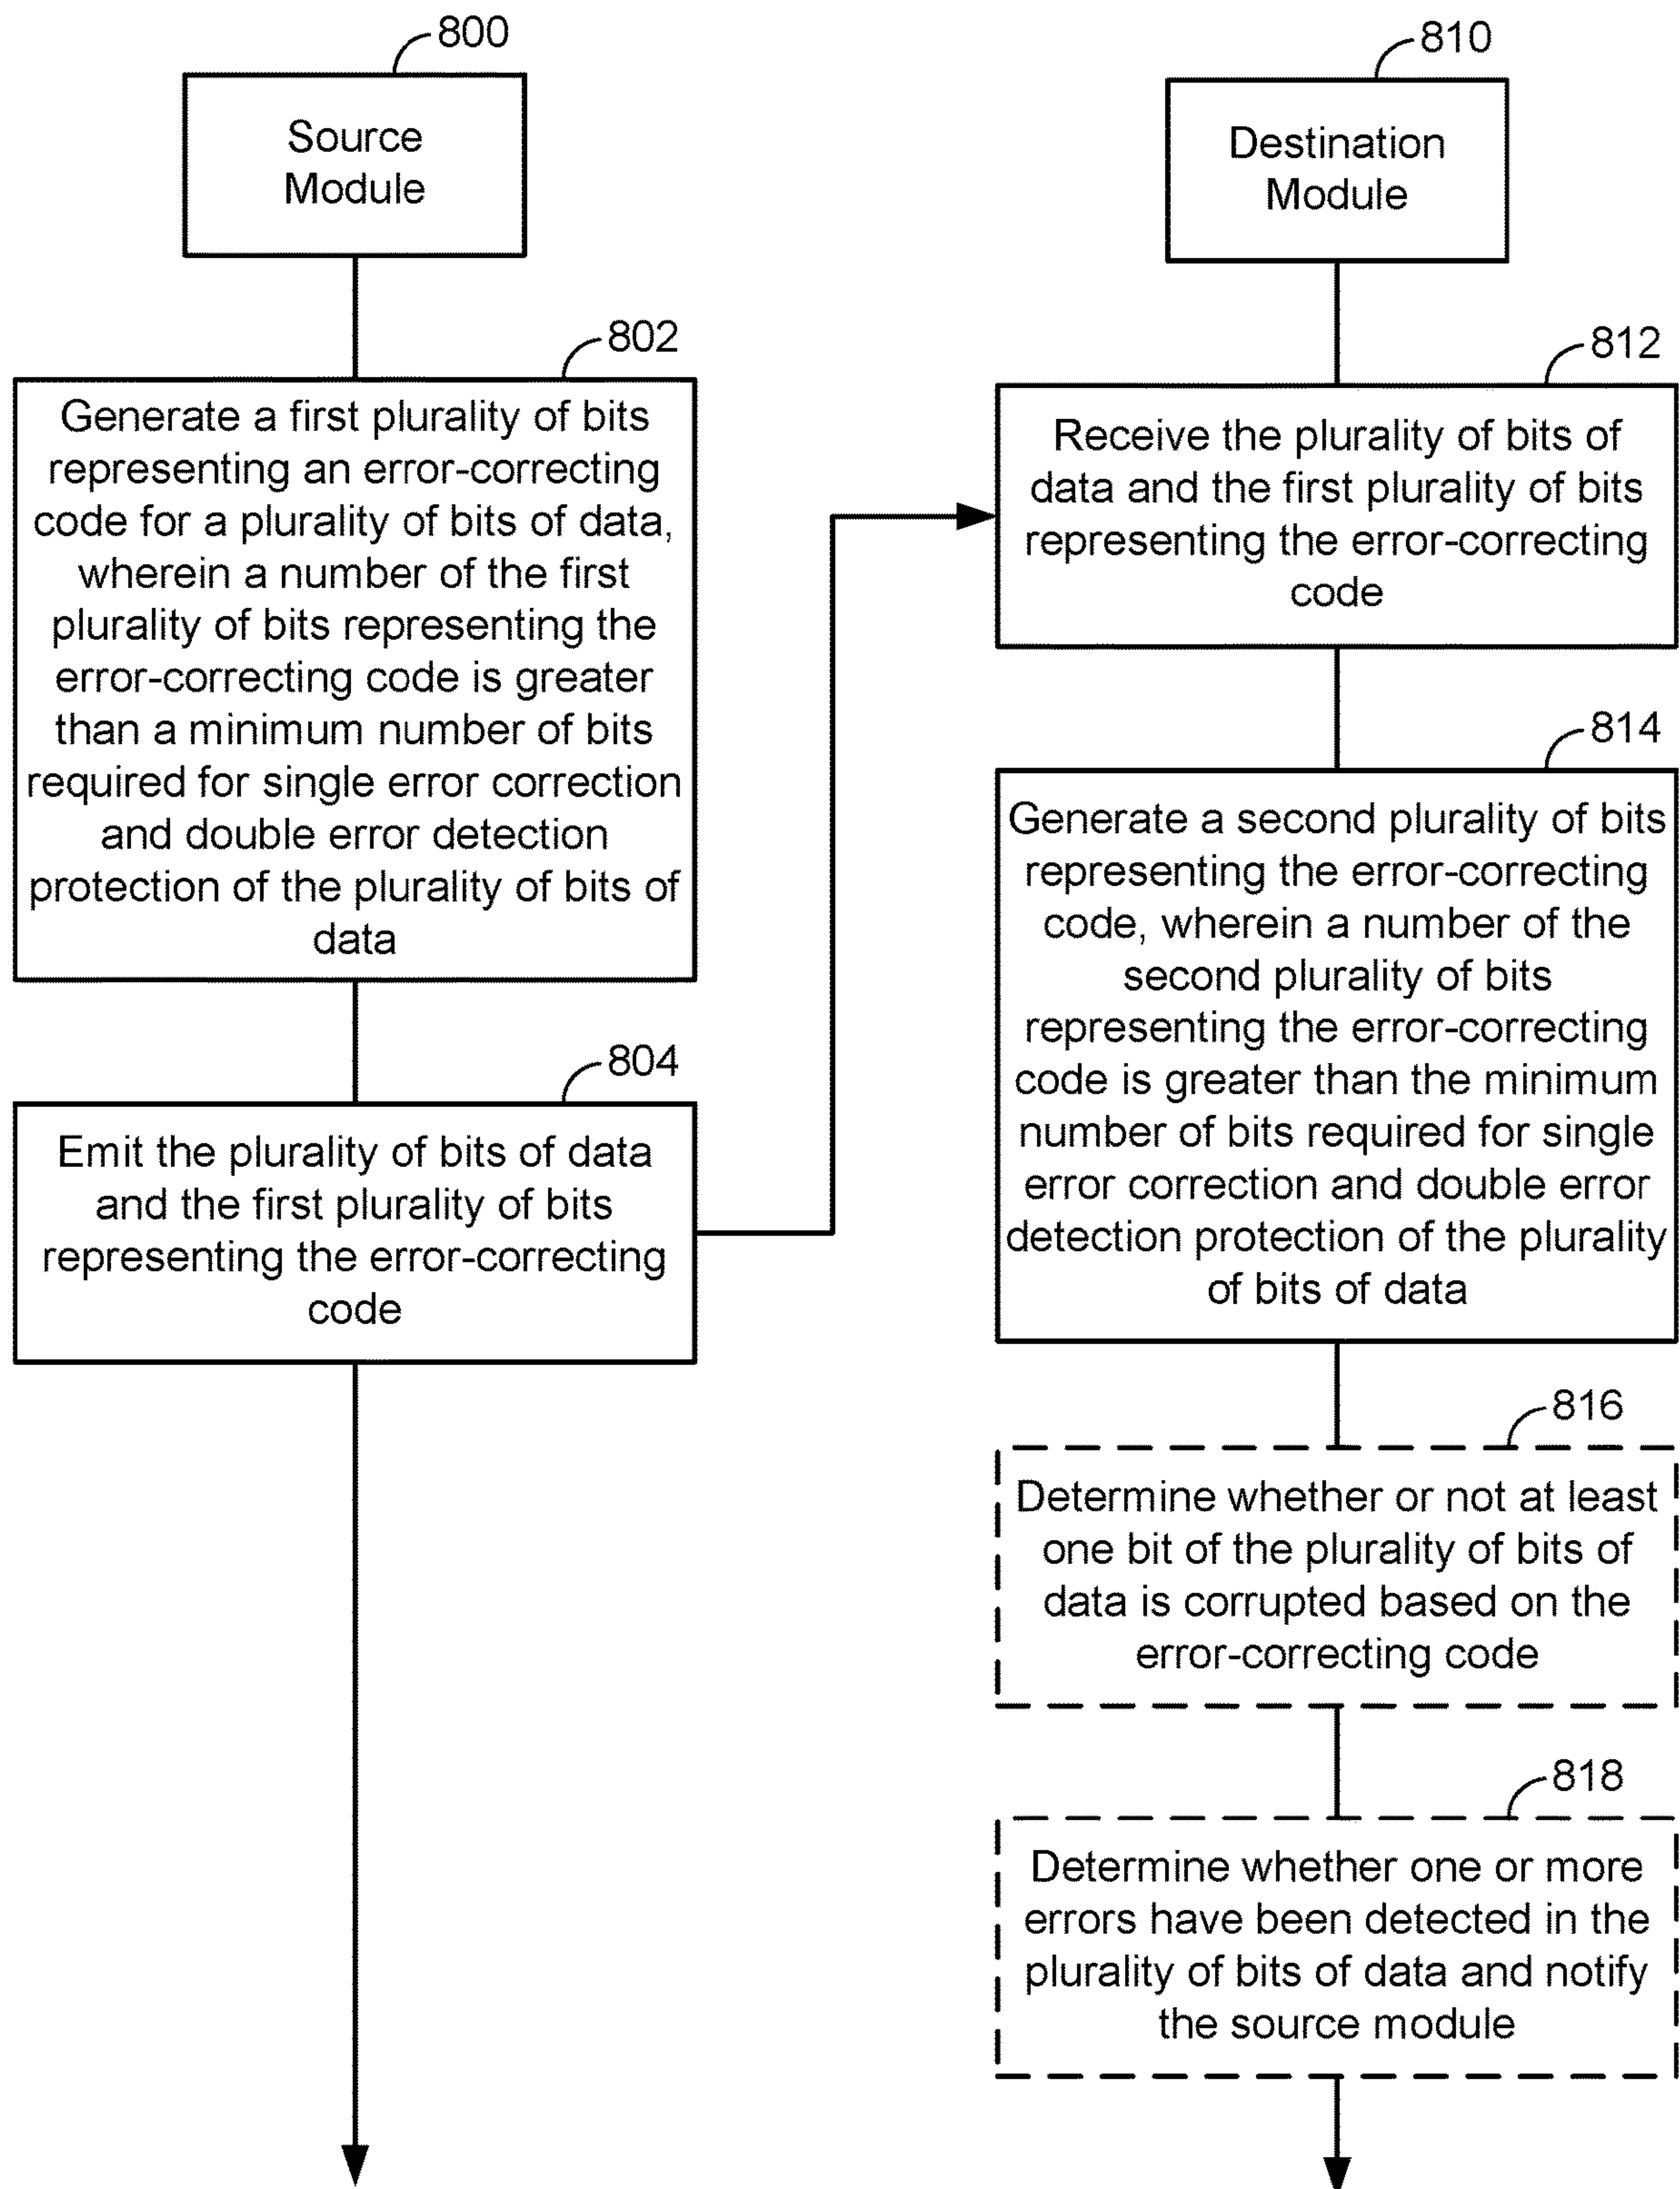 800
Source
Module
802
Generate a first plurality of bits
representing an error-correcting
code for a plurality of bits of data,
wherein a number of the first
plurality of bits representing the
error-correcting code is greater
than a minimum number of bits
required for single error correction
and double error detection
protection of the plurality of bits of
data
804
Emit the plurality of bits of data
and the first plurality of bits
representing the error-correcting
code
810
Destination
Module
812
Receive the plurality of bits of
data and the first plurality of bits
representing the error-correcting
code
814
Generate a second plurality of bits
representing the error-correcting
code, wherein a number of the
second plurality of bits
representing the error-correcting
code is greater than the minimum
number of bits required for single
error correction and double error
detection protection of the plurality
of bits of data
816
Determine whether or not at least
one bit of the plurality of bits of
data is corrupted based on the
error-correcting code
818
Determine whether one or more
errors have been detected in the
plurality of bits of data and notify
the source module